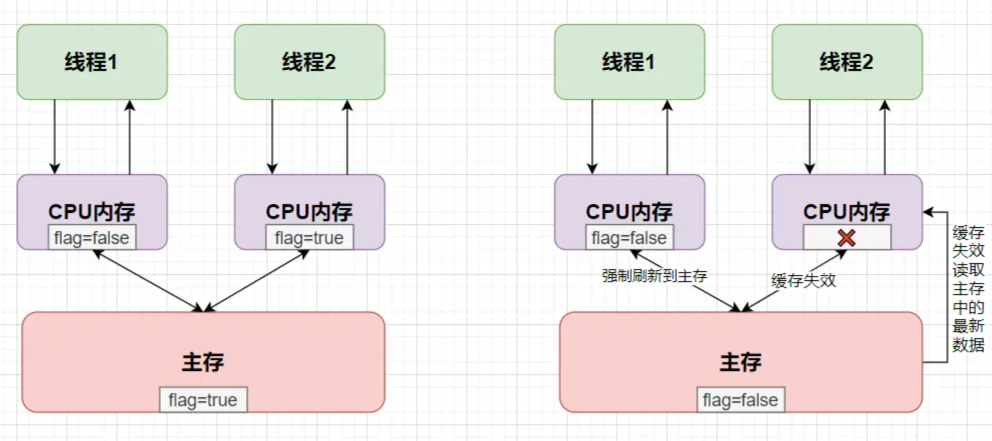 线程1
线程2
CPU内存
flag=false
CPU内存
flag=true
主存
flag=true
线程1
线程2
CPU内存
flag=false
CPU内存
强制刷新到主存
缓存失效
缓存
失效
读取
主存
中的
最新
数据
主存
flag=false